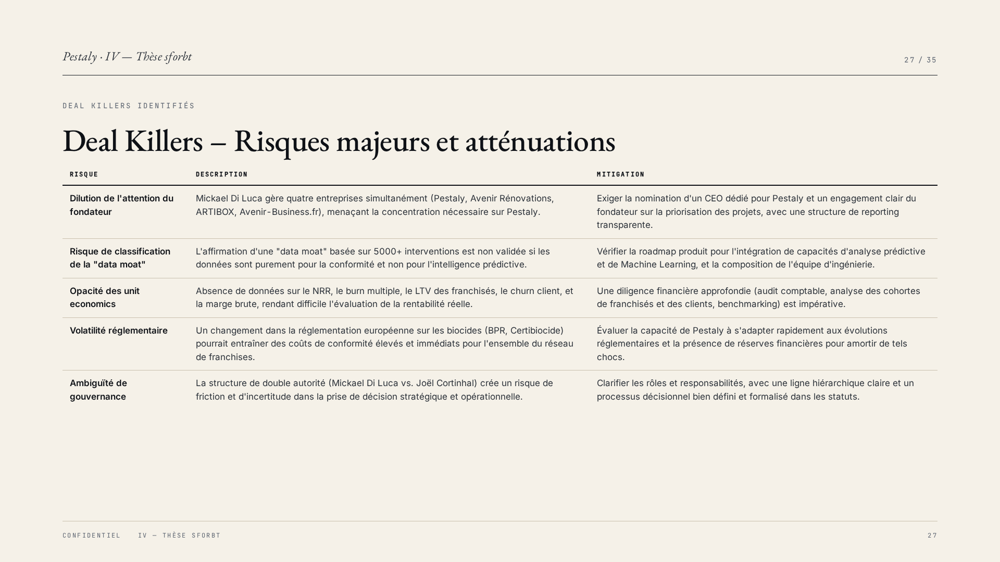 Pestaly · IV — Thèse sforbt
27 / 35
DEAL KILLERS IDENTIFIÉS
Deal Killers – Risques majeurs et atténuations
RISQUE
DESCRIPTION
MITIGATION
Dilution de l'attention du
fondateur
Mickael Di Luca gère quatre entreprises simultanément (Pestaly, Avenir Rénovations,
ARTIBOX, Avenir-Business.fr), menaçant la concentration nécessaire sur Pestaly.
Exiger la nomination d'un CEO dédié pour Pestaly et un engagement clair du
fondateur sur la priorisation des projets, avec une structure de reporting
transparente.
Risque de classification
de la "data moat"
L'affirmation d'une "data moat" basée sur 5000+ interventions est non validée si les
données sont purement pour la conformité et non pour l'intelligence prédictive.
Vérifier la roadmap produit pour l'intégration de capacités d'analyse prédictive
et de Machine Learning, et la composition de l'équipe d'ingénierie.
Opacité des unit
economics
Absence de données sur le NRR, le burn multiple, le LTV des franchisés, le churn client, et
la marge brute, rendant difficile l'évaluation de la rentabilité réelle.
Une diligence financière approfondie (audit comptable, analyse des cohortes
de franchisés et des clients, benchmarking) est impérative.
Volatilité réglementaire
Un changement dans la réglementation européenne sur les biocides (BPR, Certibiocide)
pourrait entraîner des coûts de conformité élevés et immédiats pour l'ensemble du réseau
de franchises.
Évaluer la capacité de Pestaly à s'adapter rapidement aux évolutions
réglementaires et la présence de réserves financières pour amortir de tels
chocs.
Ambiguïté de
gouvernance
La structure de double autorité (Mickael Di Luca vs. Joël Cortinhal) crée un risque de
friction et d'incertitude dans la prise de décision stratégique et opérationnelle.
Clarifier les rôles et responsabilités, avec une ligne hiérarchique claire et un
processus décisionnel bien défini et formalisé dans les statuts.
CONFIDENTIEL
IV — THÈSE SFORBT
27